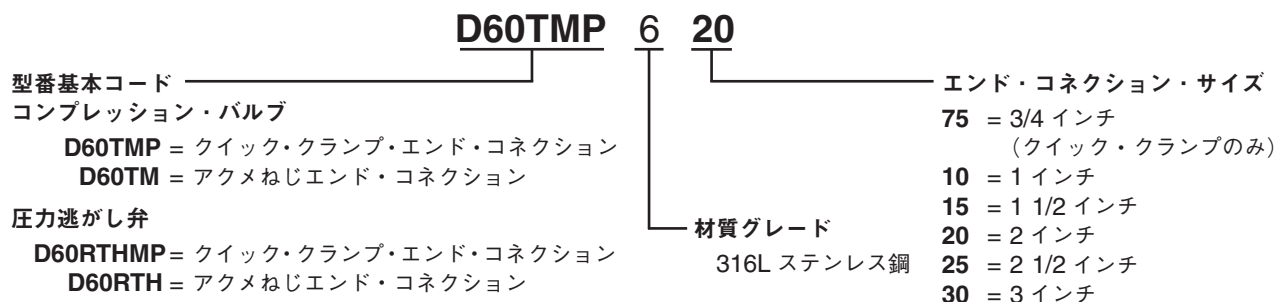 D60TMP 6 20
型番基本コード
コンプレッション・バルブ
D60TMP = クイック・クランプ・エンド・コネクション
D60TM = アクメねじエンド・コネクション
圧力逃がし弁
D60RTHMP = クイック・クランプ・エンド・コネクション
D60RTH = アクメねじエンド・コネクション
材質グレード
316L ステンレス鋼
エンド・コネクション・サイズ
75 = 3/4 インチ
(クイック・クランプのみ)
10 = 1 インチ
15 = 1 1/2 インチ
20 = 2 インチ
25 = 2 1/2 インチ
30 = 3 インチ